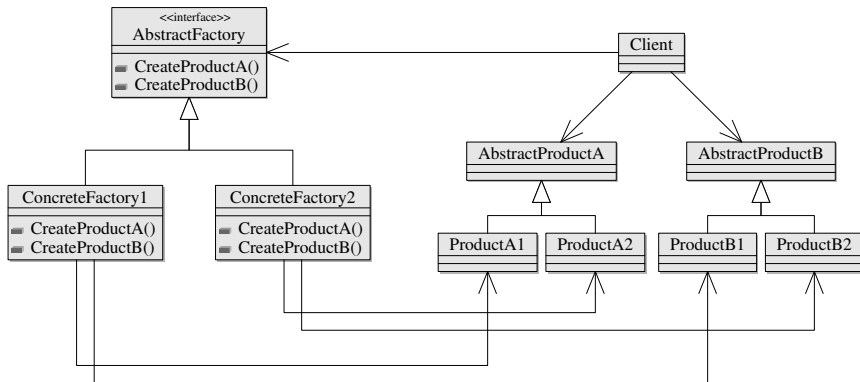 <<interface>>
AbstractFactory
CreateProductA()
CreateProductB()
Client
AbstractProductA
AbstractProductB
ConcreteFactory1
CreateProductA()
CreateProductB()
ConcreteFactory2
CreateProductA()
CreateProductB()
ProductA1
ProductA2
ProductB1
ProductB2